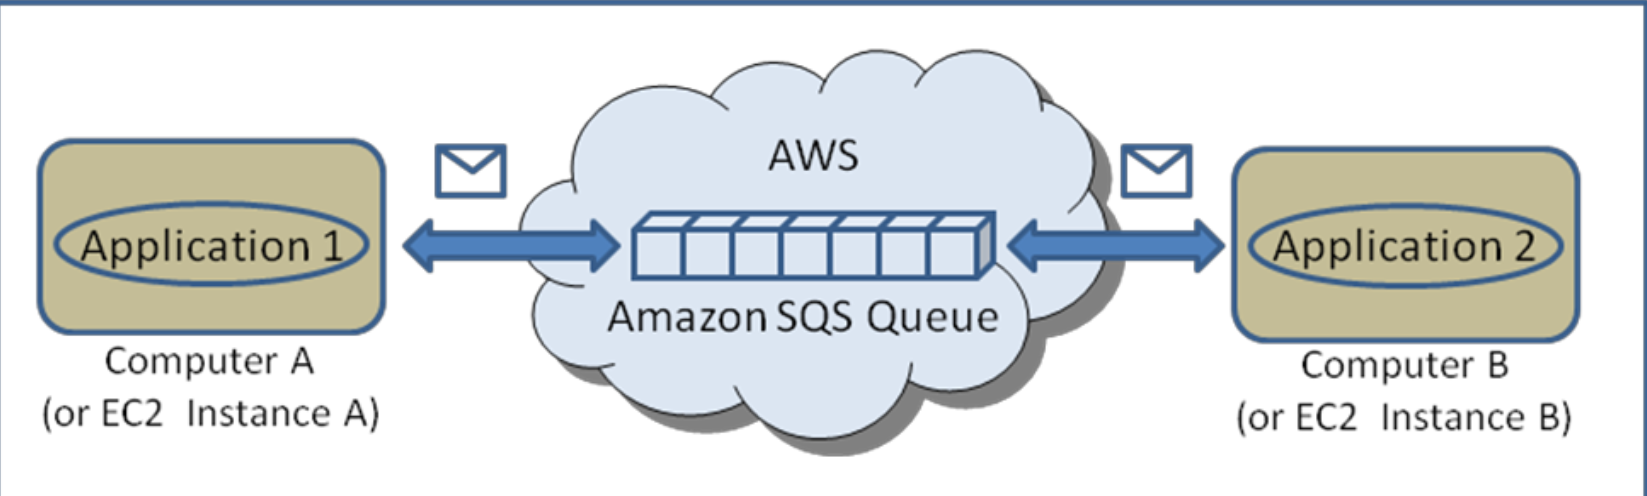 AWS
Application 1
Application 2
Amazon SQS Queue
Computer A
(or EC2 Instance A)
Computer B
(or EC2 Instance B)